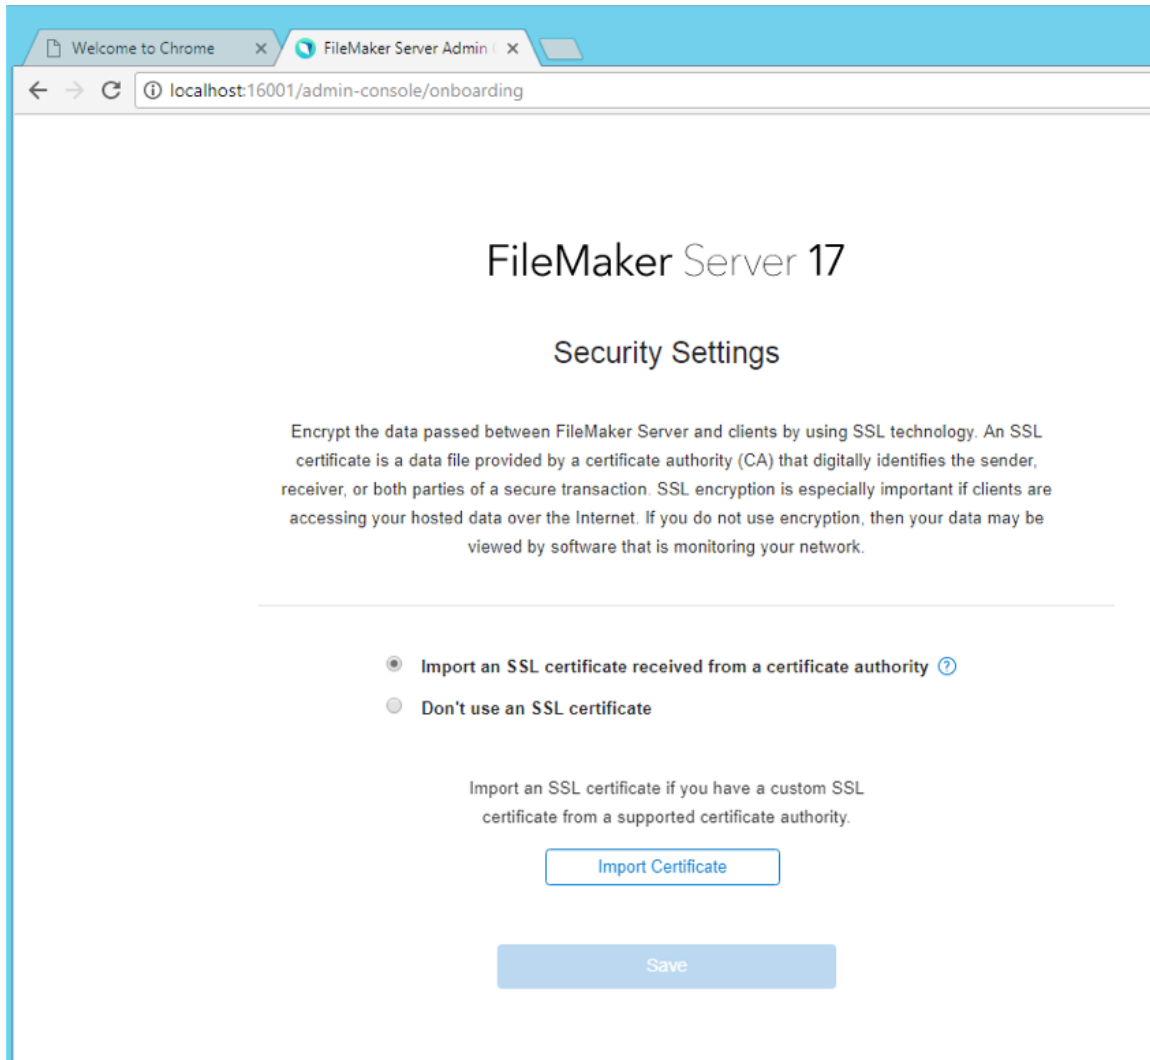 Welcome to Chrome
FileMaker Server Admin
localhost:16001/admin-console/onboarding
FileMaker Server 17
Security Settings
Encrypt the data passed between FileMaker Server and clients by using SSL technology. An SSL
certificate is a data file provided by a certificate authority (CA) that digitally identifies the sender,
receiver, or both parties of a secure transaction. SSL encryption is especially important if clients are
accessing your hosted data over the Internet. If you do not use encryption, then your data may be
viewed by software that is monitoring your network.
Import an SSL certificate received from a certificate authority ?
Don't use an SSL certificate
Import an SSL certificate if you have a custom SSL
certificate from a supported certificate authority.
Import Certificate
Save